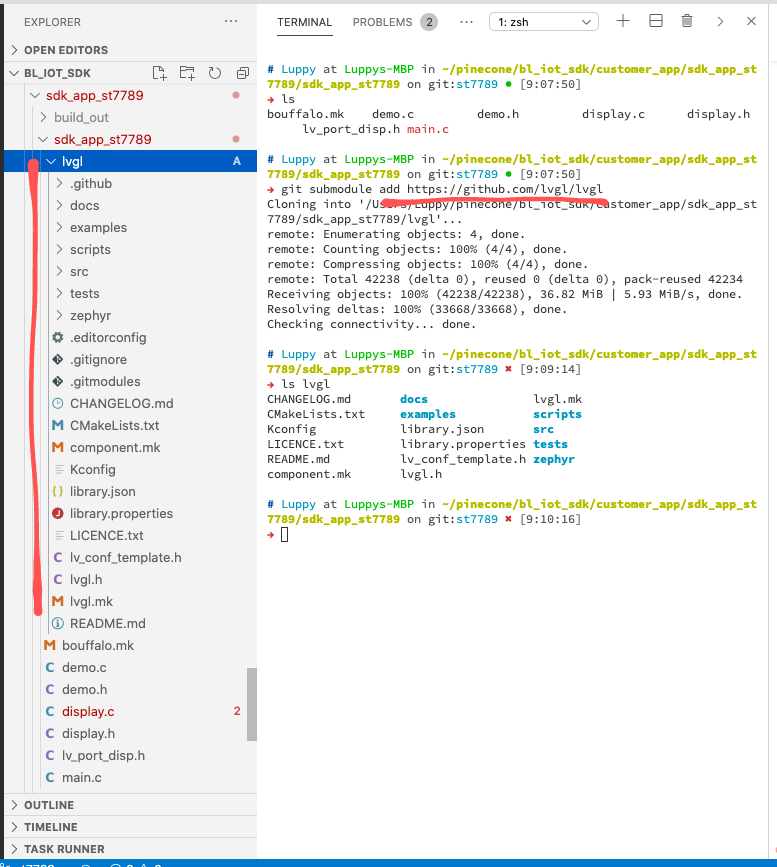 EXPLORER
OPEN EDITORS
BL_IOT_SDK
sdk_app_st7789
build_out
sdk_app_st7789
lvgl A
.github
docs
examples
scripts
src
tests
zephyr
.editorconfig
.gitignore
.gitmodules
CHANGELOG.md
CMakeLists.txt
component.mk
Kconfig
library.json
library.properties
LICENCE.txt
lv_conf_template.h
lvgl.h
lvgl.mk
README.md
bouffalo.mk
demo.c
demo.h
display.c 2
display.h
lv_port_disp.h
main.c
OUTLINE
TIMELINE
TASK RUNNER
TERMINAL PROBLEMS 2 ··· 1: zsh
# Luppy at Luppys-MBP in ~/pinecone/bl_iot_sdk/customer_app/sdk_app_st
7789/sdk_app_st7789 on git:st7789 ● [9:07:50]
➜ ls
bouffalo.mk demo.c demo.h display.c display.h
lv_port_disp.h main.c
# Luppy at Luppys-MBP in ~/pinecone/bl_iot_sdk/customer_app/sdk_app_st
7789/sdk_app_st7789 on git:st7789 ● [9:07:50]
➜ git submodule add https://github.com/lvgl/lvgl
Cloning into '/Users/Luppy/pinecone/bl_iot_sdk/customer_app/sdk_app_st
7789/sdk_app_st7789/lvgl'...
remote: Enumerating objects: 4, done.
remote: Counting objects: 100% (4/4), done.
remote: Compressing objects: 100% (4/4), done.
remote: Total 42238 (delta 0), reused 0 (delta 0), pack-reused 42234
Receiving objects: 100% (42238/42238), 36.82 MiB | 5.93 MiB/s, done.
Resolving deltas: 100% (33668/33668), done.
Checking connectivity... done.
# Luppy at Luppys-MBP in ~/pinecone/bl_iot_sdk/customer_app/sdk_app_st
7789/sdk_app_st7789 on git:st7789 ✖ [9:09:14]
➜ ls lvgl
CHANGELOG.md docs lvgl.mk
CMakeLists.txt examples scripts
Kconfig library.json src
LICENCE.txt library.properties tests
README.md lv_conf_template.h zephyr
component.mk lvgl.h
# Luppy at Luppys-MBP in ~/pinecone/bl_iot_sdk/customer_app/sdk_app_st
7789/sdk_app_st7789 on git:st7789 ✖ [9:10:16]
➜